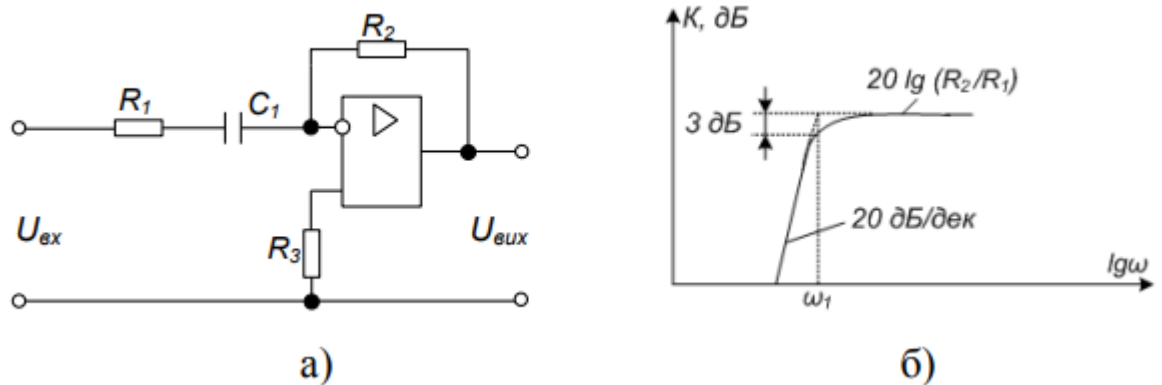 R₂
R₁
C₁
R₃
Uвх
Uвих
а)
К, дБ
20 lg (R₂/R₁)
3 дБ
20 дБ/дек
lgω
ω₁
б)